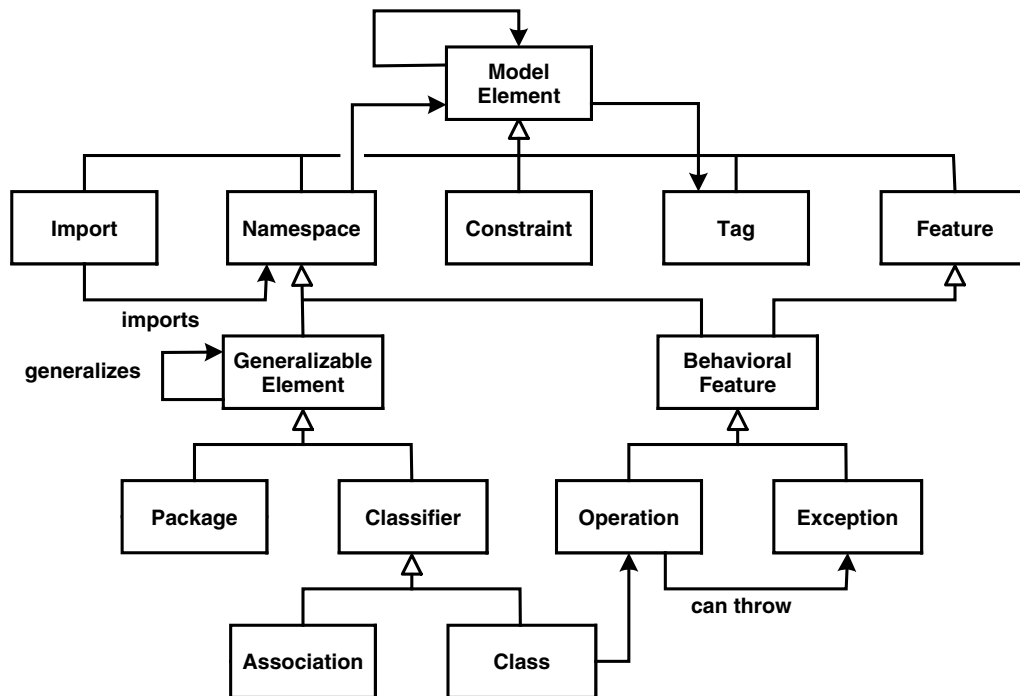 Model
Element
Import
Namespace
Constraint
Tag
Feature
imports
generalizes
Generalizable
Element
Behavioral
Feature
Package
Classifier
Operation
Exception
can throw
Association
Class